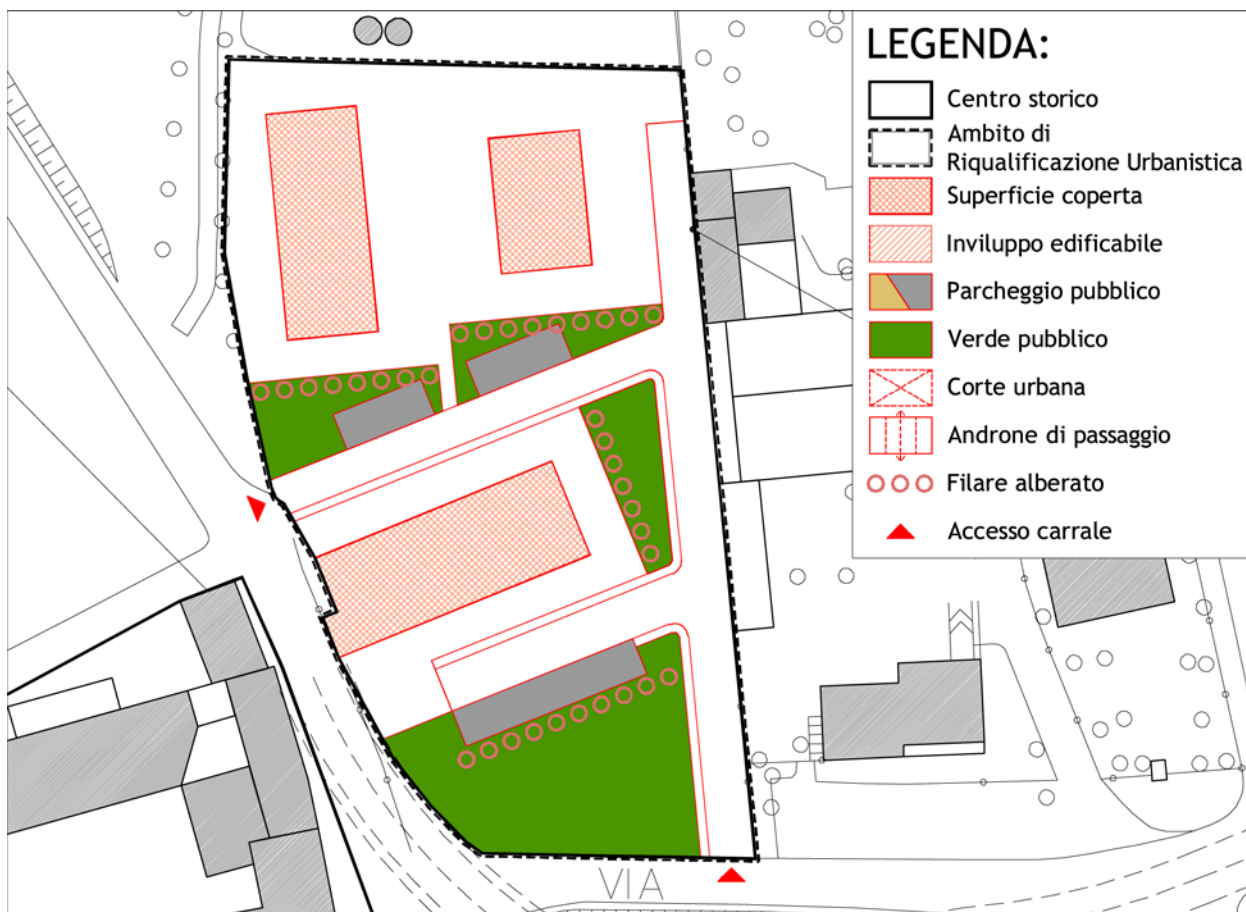 LEGENDA:
Centro storico
Ambito di
Riqualificazione Urbanistica
Superficie coperta
Inviluppo edificabile
Parcheggio pubblico
Verde pubblico
Corte urbana
Androne di passaggio
Filare alberato
Accesso carrale
VIA